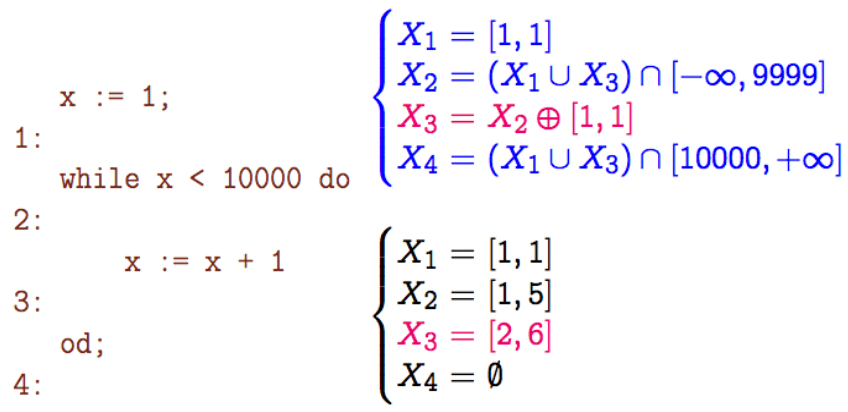 x := 1;
1:
while x < 10000 do
2:
x := x + 1
3:
od;
4:
X₁ = [1, 1]
X₂ = (X₁ ∪ X₃) ∩ [−∞, 9999]
X₃ = X₂ ⊕ [1, 1]
X₄ = (X₁ ∪ X₃) ∩ [10000, +∞]
X₁ = [1, 1]
X₂ = [1, 5]
X₃ = [2, 6]
X₄ = ∅